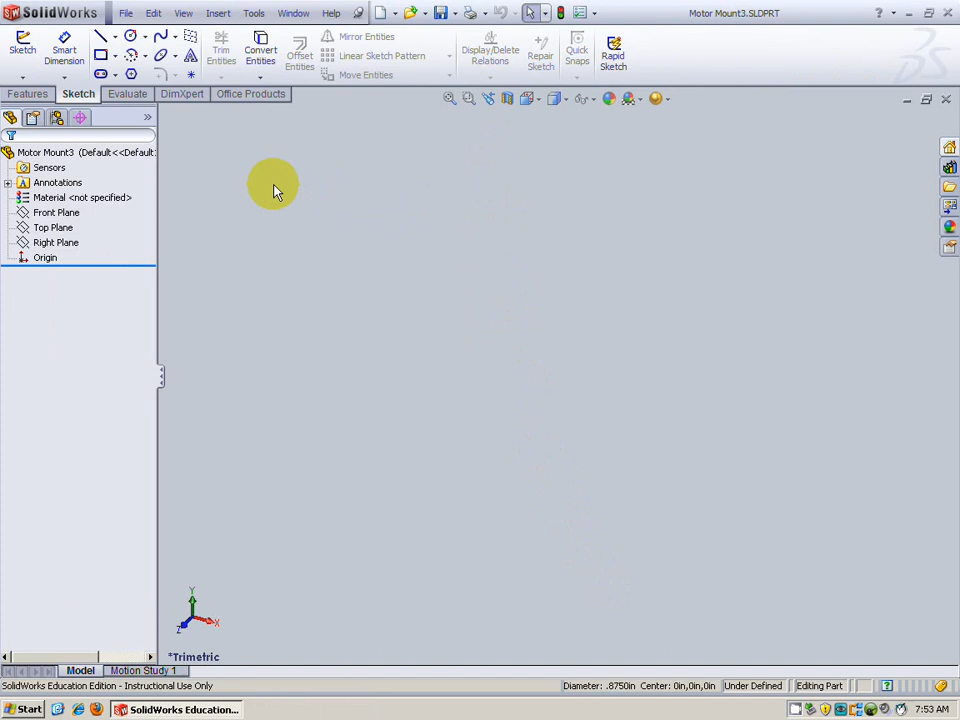 SolidWorks File Edit View Insert Tools Window Help Motor Mount3.SLDPRT ?
Sketch Smart Dimension Trim Entities Convert Entities Offset Entities Mirror Entities Linear Sketch Pattern Move Entities Display/Delete Relations Repair Sketch Quick Snaps Rapid Sketch
Features Sketch Evaluate DimXpert Office Products
Motor Mount3 (Default<<Default:
Sensors
Annotations
Material <not specified>
Front Plane
Top Plane
Right Plane
Origin
Y
X
Z
*Trimetric
Model Motion Study 1
SolidWorks Education Edition - Instructional Use Only Diameter: .8750in Center: 0in,0in,0in Under Defined Editing Part
Start SolidWorks Education... 7:53 AM